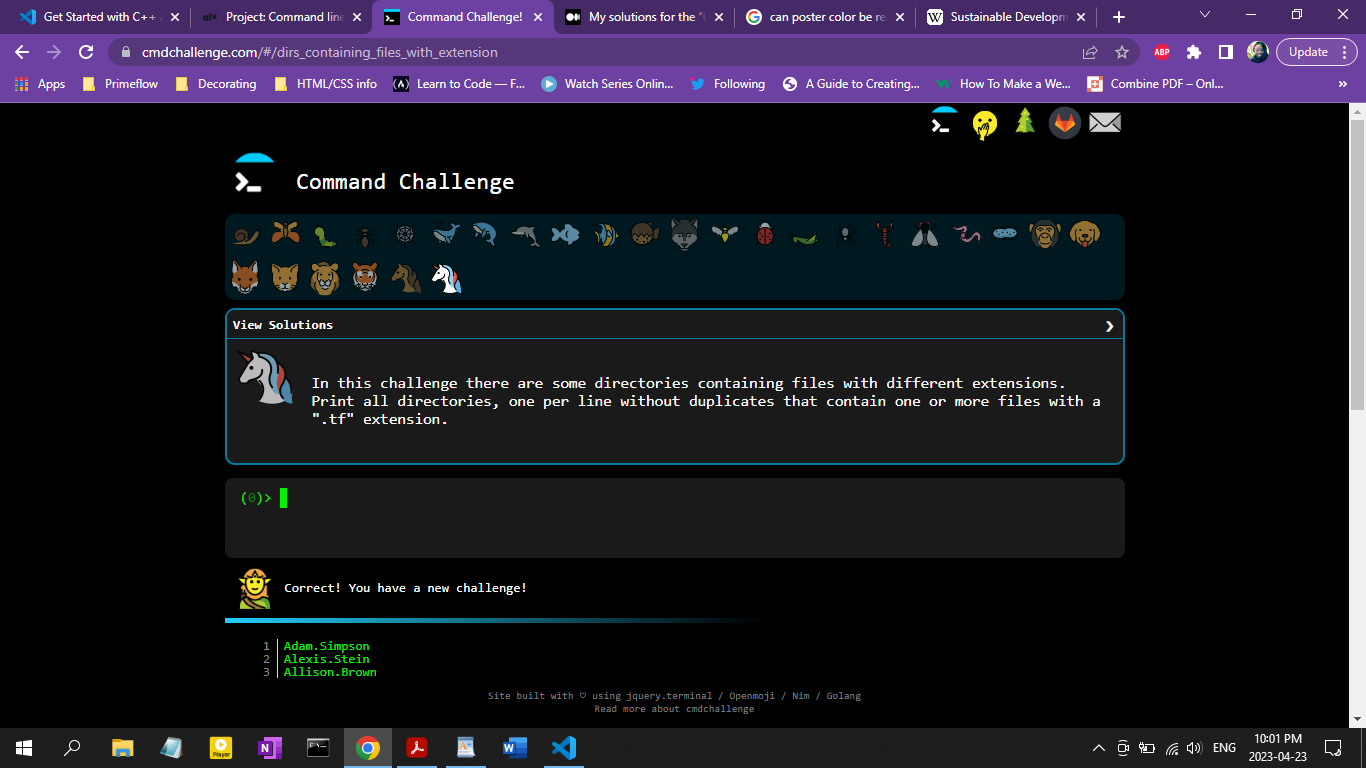 Get Started with C++ a
Project: Command line
Command Challenge!
My solutions for the "C
can poster color be re
Sustainable Developm
cmdchallenge.com/#/dirs_containing_files_with_extension
ABP
Update
Apps
Primeflow
Decorating
HTML/CSS info
Learn to Code — F...
Watch Series Onlin...
Following
A Guide to Creating...
How To Make a We...
Combine PDF – Onl...
»
Command Challenge
View Solutions
In this challenge there are some directories containing files with different extensions.
Print all directories, one per line without duplicates that contain one or more files with a
".tf" extension.
(0)>
Correct! You have a new challenge!
1 Adam.Simpson
2 Alexis.Stein
3 Allison.Brown
Site built with ♡ using jquery.terminal / Openmoji / Nim / Golang
Read more about cmdchallenge
Player
ENG
10:01 PM
2023-04-23